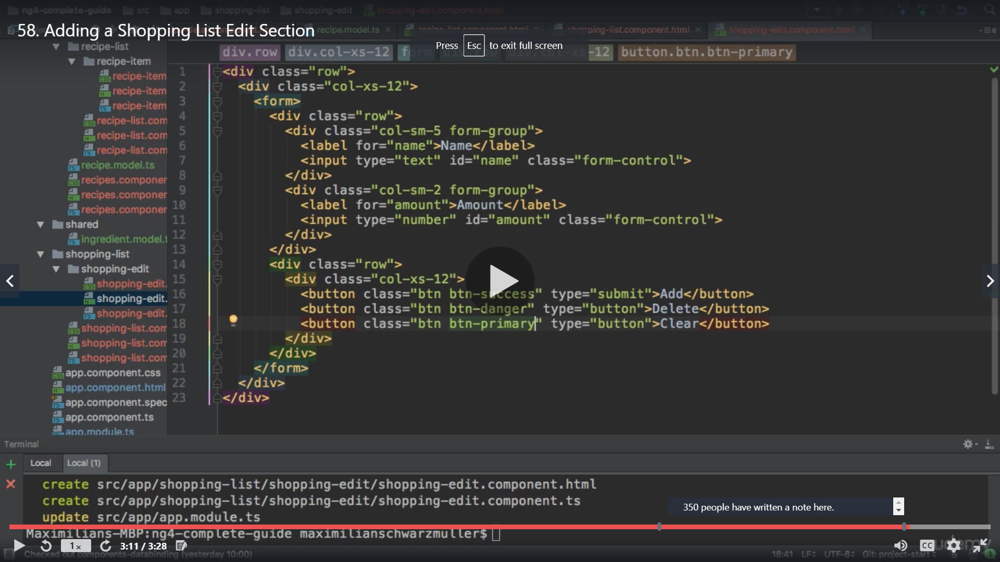 ng4-complete-guide src app shopping-list shopping-edit shopping-edit.component.html
58. Adding a Shopping List Edit Section
recipe.model.ts recipe-list.component.html shopping-list.component.html shopping-edit.component.html
Press Esc to exit full screen
div.row div.col-xs-12 form div.row div.col-xs-12 button.btn.btn-primary
recipe-list
recipe-item
recipe-item
recipe-item
recipe-item
recipe-list.com
recipe-list.com
recipe-list.com
recipe.model.ts
recipes.componer
recipes.componer
recipes.componer
shared
ingredient.model.t
shopping-list
shopping-edit
shopping-edit.
shopping-edit.
shopping-edit.
shopping-list.com
shopping-list.com
shopping-list.com
app.component.css
app.component.html
app.component.spec
app.component.ts
app.module.ts
1 <div class="row">
2 <div class="col-xs-12">
3 <form>
4 <div class="row">
5 <div class="col-sm-5 form-group">
6 <label for="name">Name</label>
7 <input type="text" id="name" class="form-control">
8 </div>
9 <div class="col-sm-2 form-group">
10 <label for="amount">Amount</label>
11 <input type="number" id="amount" class="form-control">
12 </div>
13 </div>
14 <div class="row">
15 <div class="col-xs-12">
16 <button class="btn btn-success" type="submit">Add</button>
17 <button class="btn btn-danger" type="button">Delete</button>
18 <button class="btn btn-primary" type="button">Clear</button>
19 </div>
20 </div>
21 </form>
22 </div>
23 </div>
Terminal
Local Local (1)
create src/app/shopping-list/shopping-edit/shopping-edit.component.html
create src/app/shopping-list/shopping-edit/shopping-edit.component.ts
update src/app/app.module.ts
350 people have written a note here.
Maximilians-MBP:ng4-complete-guide maximilianschwarzmuller$
1x 3:11 / 3:28
CC
udemy
Checked out components-databinding (yesterday 10:00)
18:41 LF UTF-8 Git: project-start